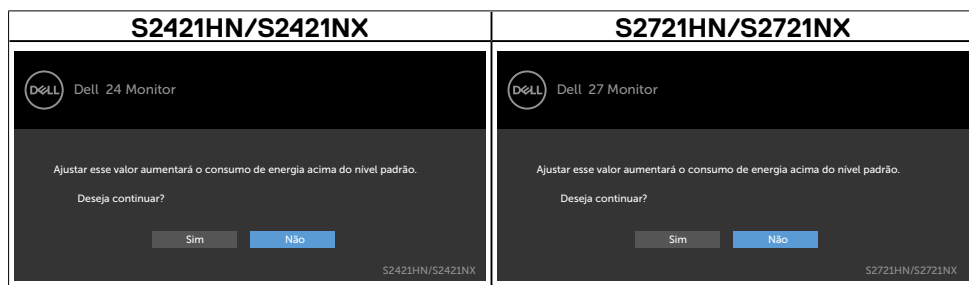 S2421HN/S2421NX
DELL
Dell 24 Monitor
Ajustar esse valor aumentará o consumo de energia acima do nível padrão.
Deseja continuar?
Sim
Não
S2421HN/S2421NX
S2721HN/S2721NX
DELL
Dell 27 Monitor
Ajustar esse valor aumentará o consumo de energia acima do nível padrão.
Deseja continuar?
Sim
Não
S2721HN/S2721NX